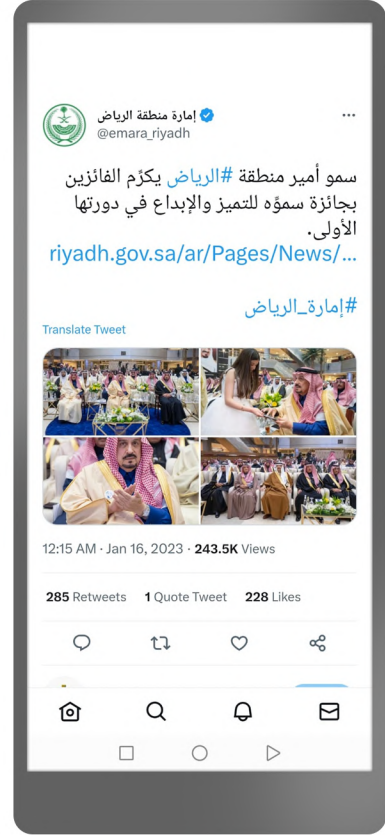 إمارة منطقة الرياض
@emara_riyadh
سمو أمير منطقة #الرياض يكرَّم الفائزين
بجائزة سموَّه للتميز والإبداع في دورتها
الأولى.
riyadh.gov.sa/ar/Pages/News/...
#إمارة_الرياض
Translate Tweet
12:15 AM · Jan 16, 2023 · 243.5K Views
285 Retweets 1 Quote Tweet 228 Likes